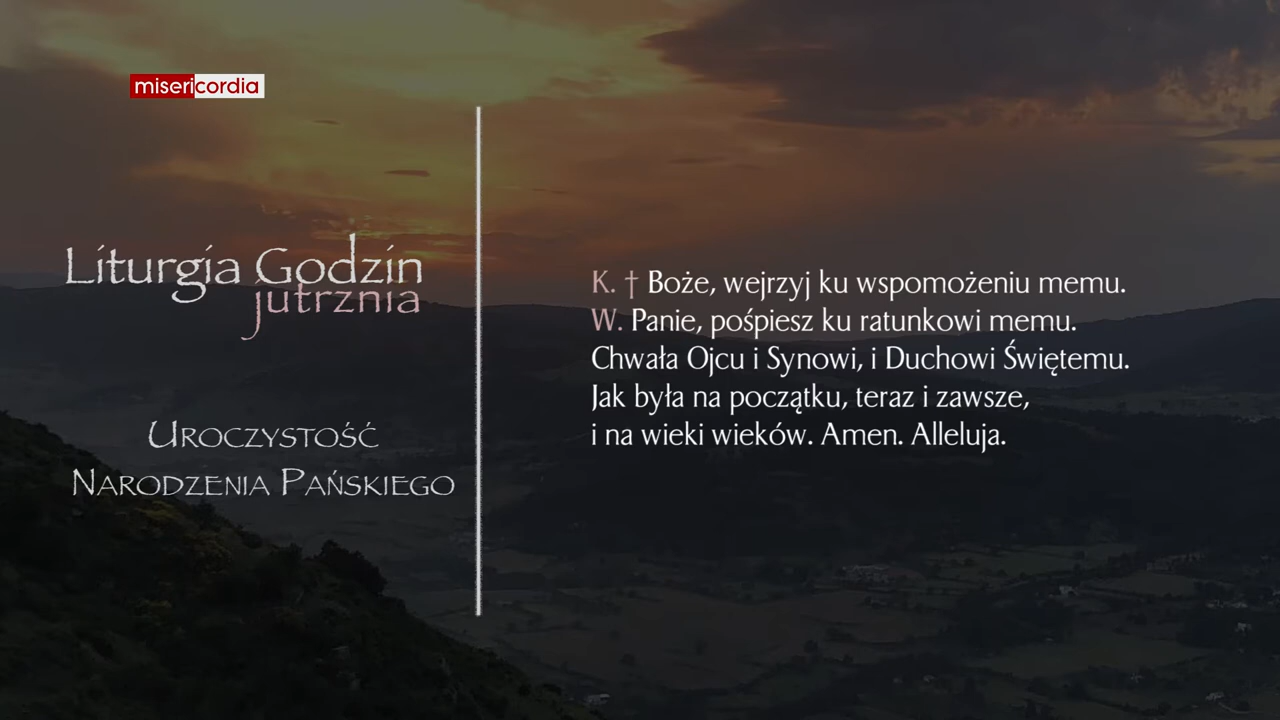 misericordia
Liturgia Godzin
jutrznia
Uroczystość
Narodzenia Pańskiego
K. † Boże, wejrzyj ku wspomożeniu memu.
W. Panie, pośpiesz ku ratunkowi memu.
Chwała Ojcu i Synowi, i Duchowi Świętemu.
Jak była na początku, teraz i zawsze,
i na wieki wieków. Amen. Alleluja.